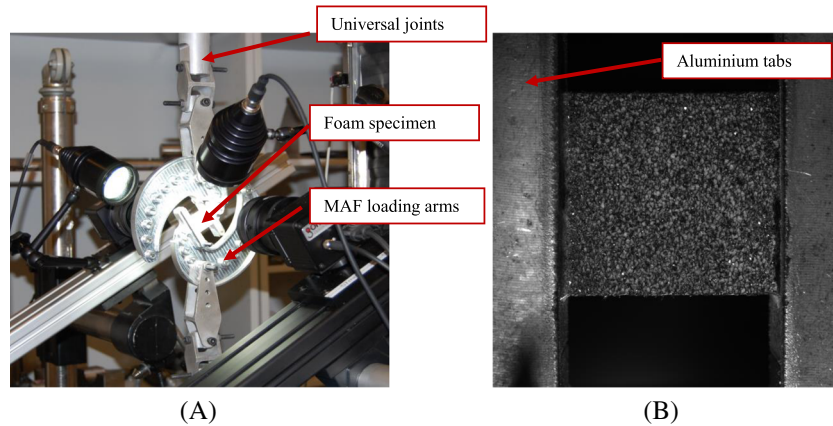 Universal joints
Foam specimen
MAF loading arms
Aluminium tabs
(A)
(B)